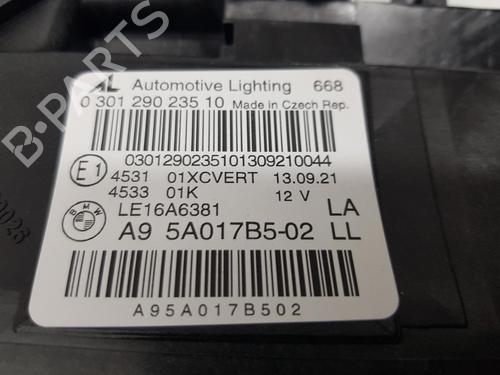 B-PARTS
AL Automotive Lighting 668
0 301 290 235 10 Made in Czech Rep.
0301290235101309210044
E1 4531 01XCVERT 13.09.21
4533 01K 12 V
BMW LE16A6381 LA
A9 5A017B5-02 LL
A95A017B502